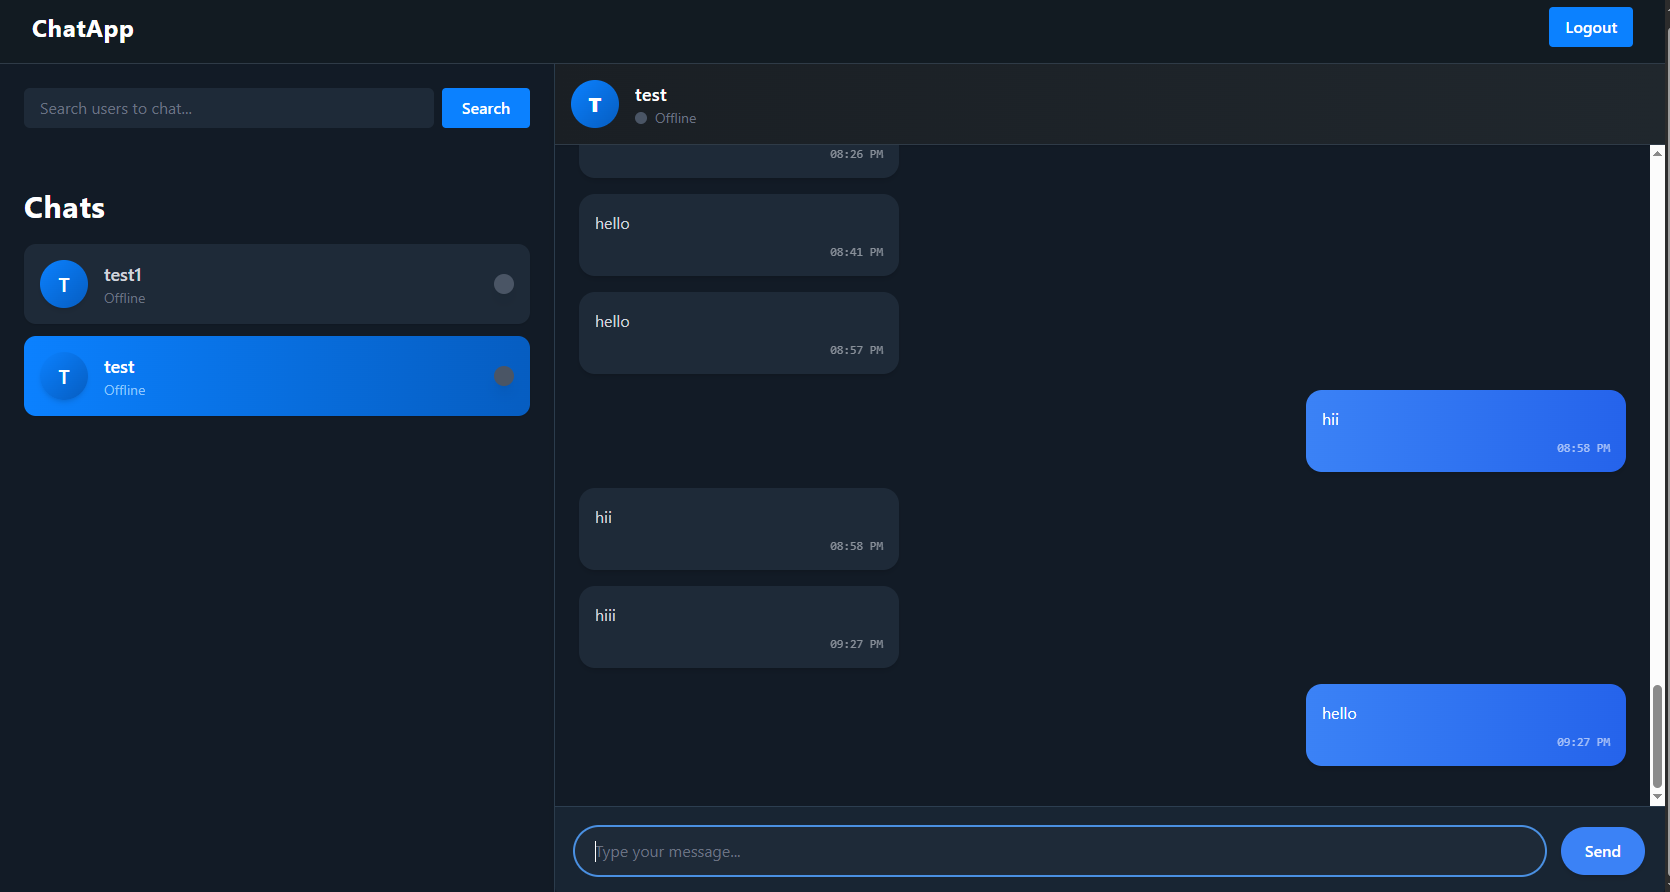 ChatApp
Logout
Search users to chat...
Search
Chats
T
test1
Offline
T
test
Offline
T
test
Offline
08:26 PM
hello
08:41 PM
hello
08:57 PM
hii
08:58 PM
hii
08:58 PM
hiii
09:27 PM
hello
09:27 PM
Type your message...
Send